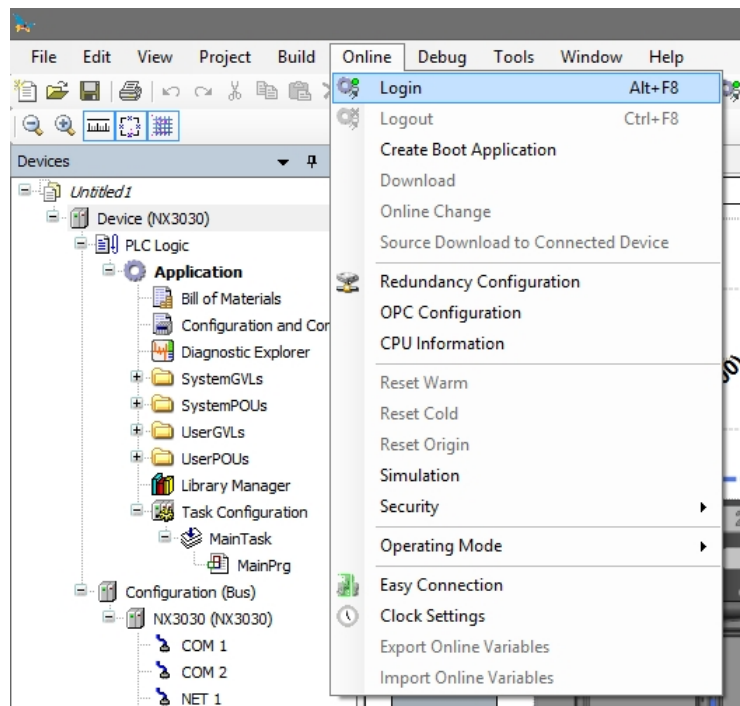 File Edit View Project Build Online Debug Tools Window Help
Login Alt+F8
Logout Ctrl+F8
Create Boot Application
Download
Online Change
Source Download to Connected Device
Redundancy Configuration
OPC Configuration
CPU Information
Reset Warm
Reset Cold
Reset Origin
Simulation
Security
Operating Mode
Easy Connection
Clock Settings
Export Online Variables
Import Online Variables
Devices
Untitled1
Device (NX3030)
PLC Logic
Application
Bill of Materials
Configuration and Con
Diagnostic Explorer
SystemGVLs
SystemPOUs
UserGVLs
UserPOUs
Library Manager
Task Configuration
MainTask
MainPrg
Configuration (Bus)
NX3030 (NX3030)
COM 1
COM 2
NET 1